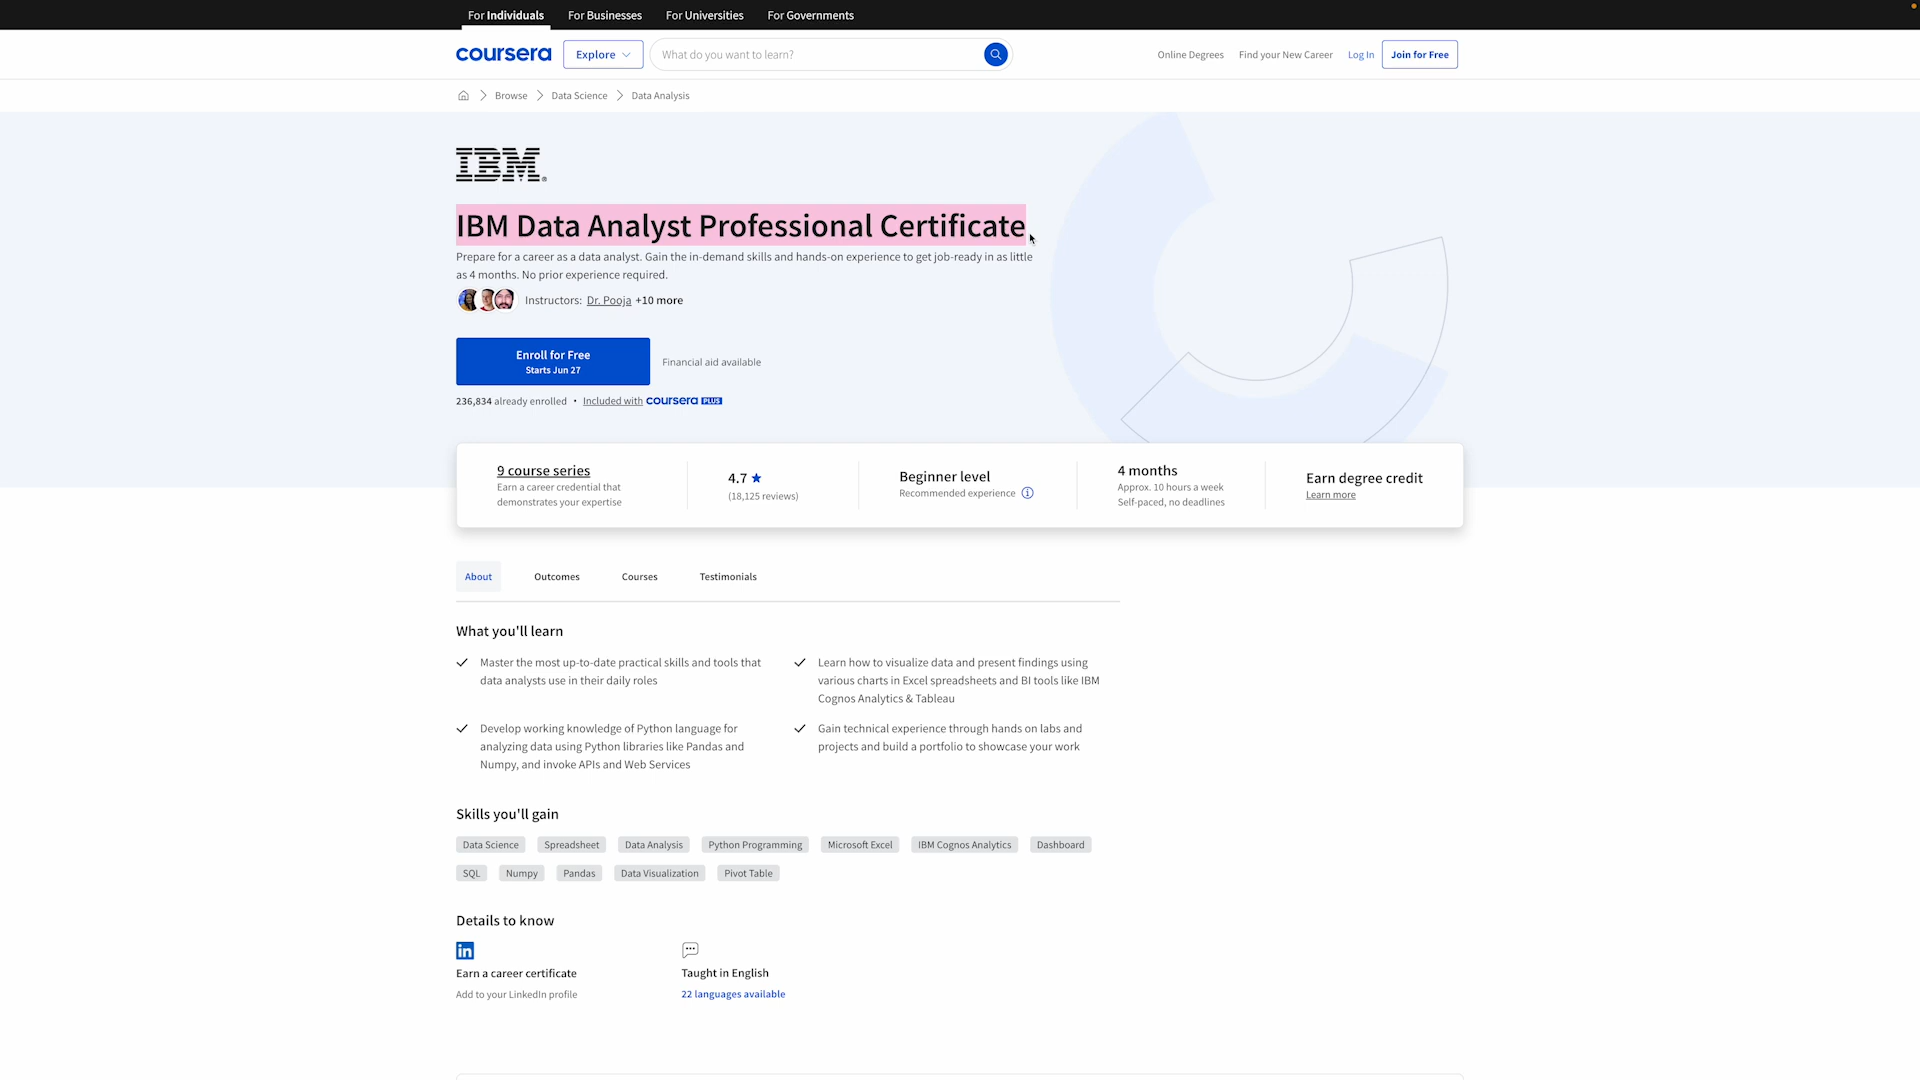 For Individuals
For Businesses
For Universities
For Governments
coursera
Explore
What do you want to learn?
Online Degrees
Find your New Career
Log In
Join for Free
Browse
Data Science
Data Analysis
IBM®
IBM Data Analyst Professional Certificate
Prepare for a career as a data analyst. Gain the in-demand skills and hands-on experience to get job-ready in as little
as 4 months. No prior experience required.
Instructors: Dr. Pooja +10 more
Enroll for Free
Starts Jun 27
Financial aid available
236,834 already enrolled • Included with coursera PLUS
9 course series
Earn a career credential that
demonstrates your expertise
4.7 ★
(18,125 reviews)
Beginner level
Recommended experience
4 months
Approx. 10 hours a week
Self-paced, no deadlines
Earn degree credit
Learn more
About
Outcomes
Courses
Testimonials
What you'll learn
Master the most up-to-date practical skills and tools that
data analysts use in their daily roles
Learn how to visualize data and present findings using
various charts in Excel spreadsheets and BI tools like IBM
Cognos Analytics & Tableau
Develop working knowledge of Python language for
analyzing data using Python libraries like Pandas and
Numpy, and invoke APIs and Web Services
Gain technical experience through hands on labs and
projects and build a portfolio to showcase your work
Skills you'll gain
Data Science
Spreadsheet
Data Analysis
Python Programming
Microsoft Excel
IBM Cognos Analytics
Dashboard
SQL
Numpy
Pandas
Data Visualization
Pivot Table
Details to know
in
Earn a career certificate
Add to your LinkedIn profile
Taught in English
22 languages available